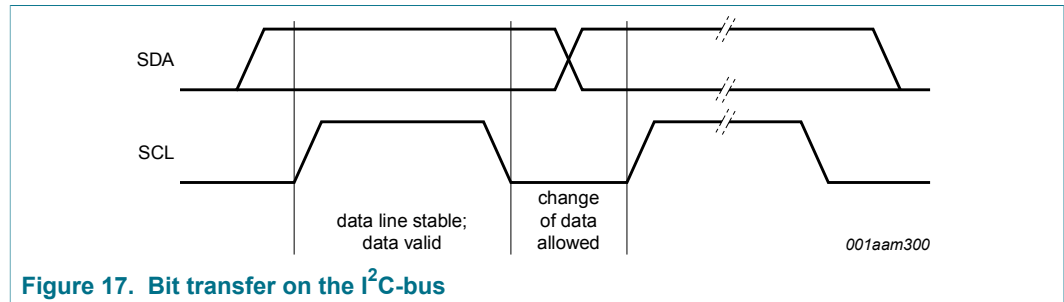 SDA
SCL
data line stable;
data valid
change
of data
allowed
001aam300
Figure 17. Bit transfer on the I²C-bus